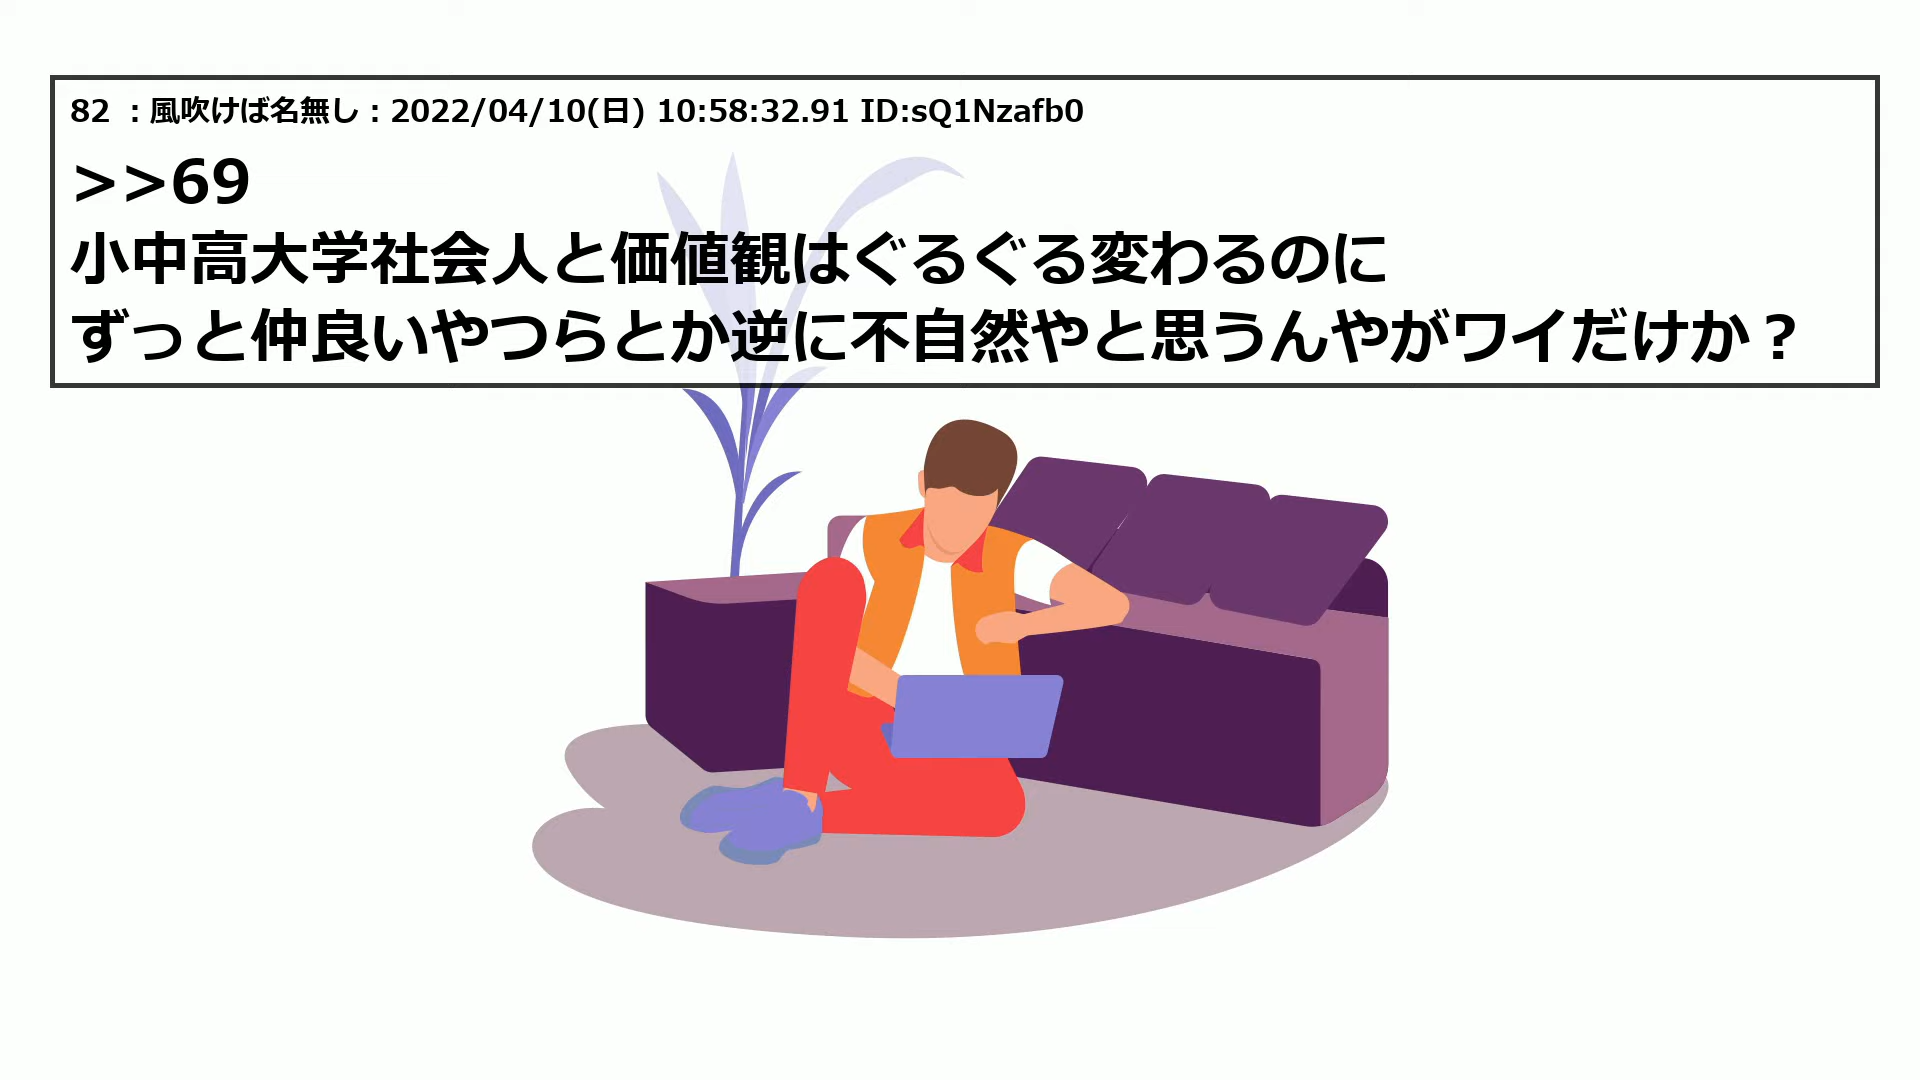 82 ：風吹けば名無し：2022/04/10(日) 10:58:32.91 ID:sQ1Nzafb0
>>69
小中高大学社会人と価値観はぐるぐる変わるのに
ずっと仲良いやつらとか逆に不自然やと思うんやがワイだけか？